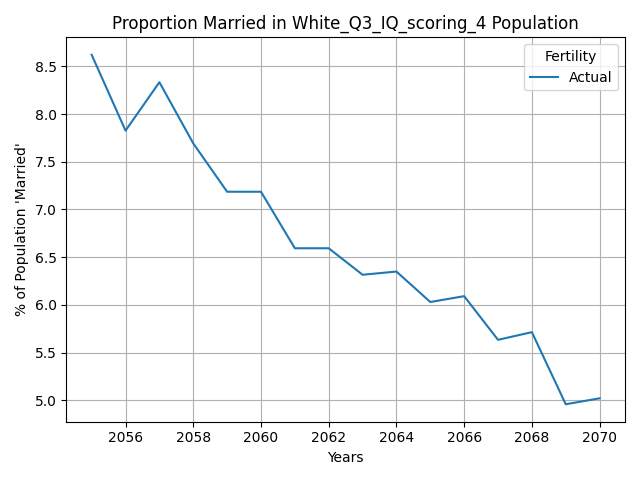 Proportion Married in White_Q3_IQ_scoring_4 Population
Fertility
Actual
% of Population 'Married'
8.5
8.0
7.5
7.0
6.5
6.0
5.5
5.0
2056 2058 2060 2062 2064 2066 2068 2070
Years